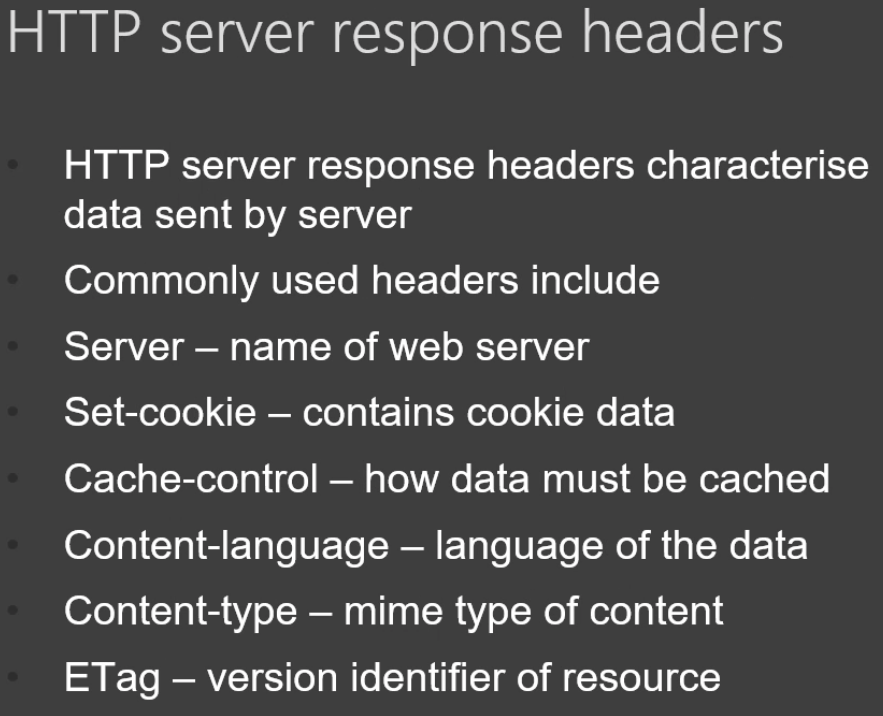 HTTP server response headers
• HTTP server response headers characterise
data sent by server
• Commonly used headers include
• Server – name of web server
• Set-cookie – contains cookie data
• Cache-control – how data must be cached
• Content-language – language of the data
• Content-type – mime type of content
• ETag – version identifier of resource